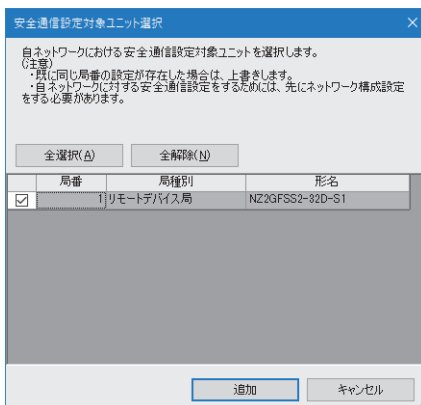 安全通信設定対象ユニット選択
自ネットワークにおける安全通信設定対象ユニットを選択します。
(注意)
・既に同じ局番の設定が存在した場合は、上書きします。
・自ネットワークに対する安全通信設定をするためには、先にネットワーク構成設定
をする必要があります。
全選択(A) 全解除(N)
局番 局種別 形名
1 リモートデバイス局 NZ2GFSS2-32D-S1
追加 キャンセル